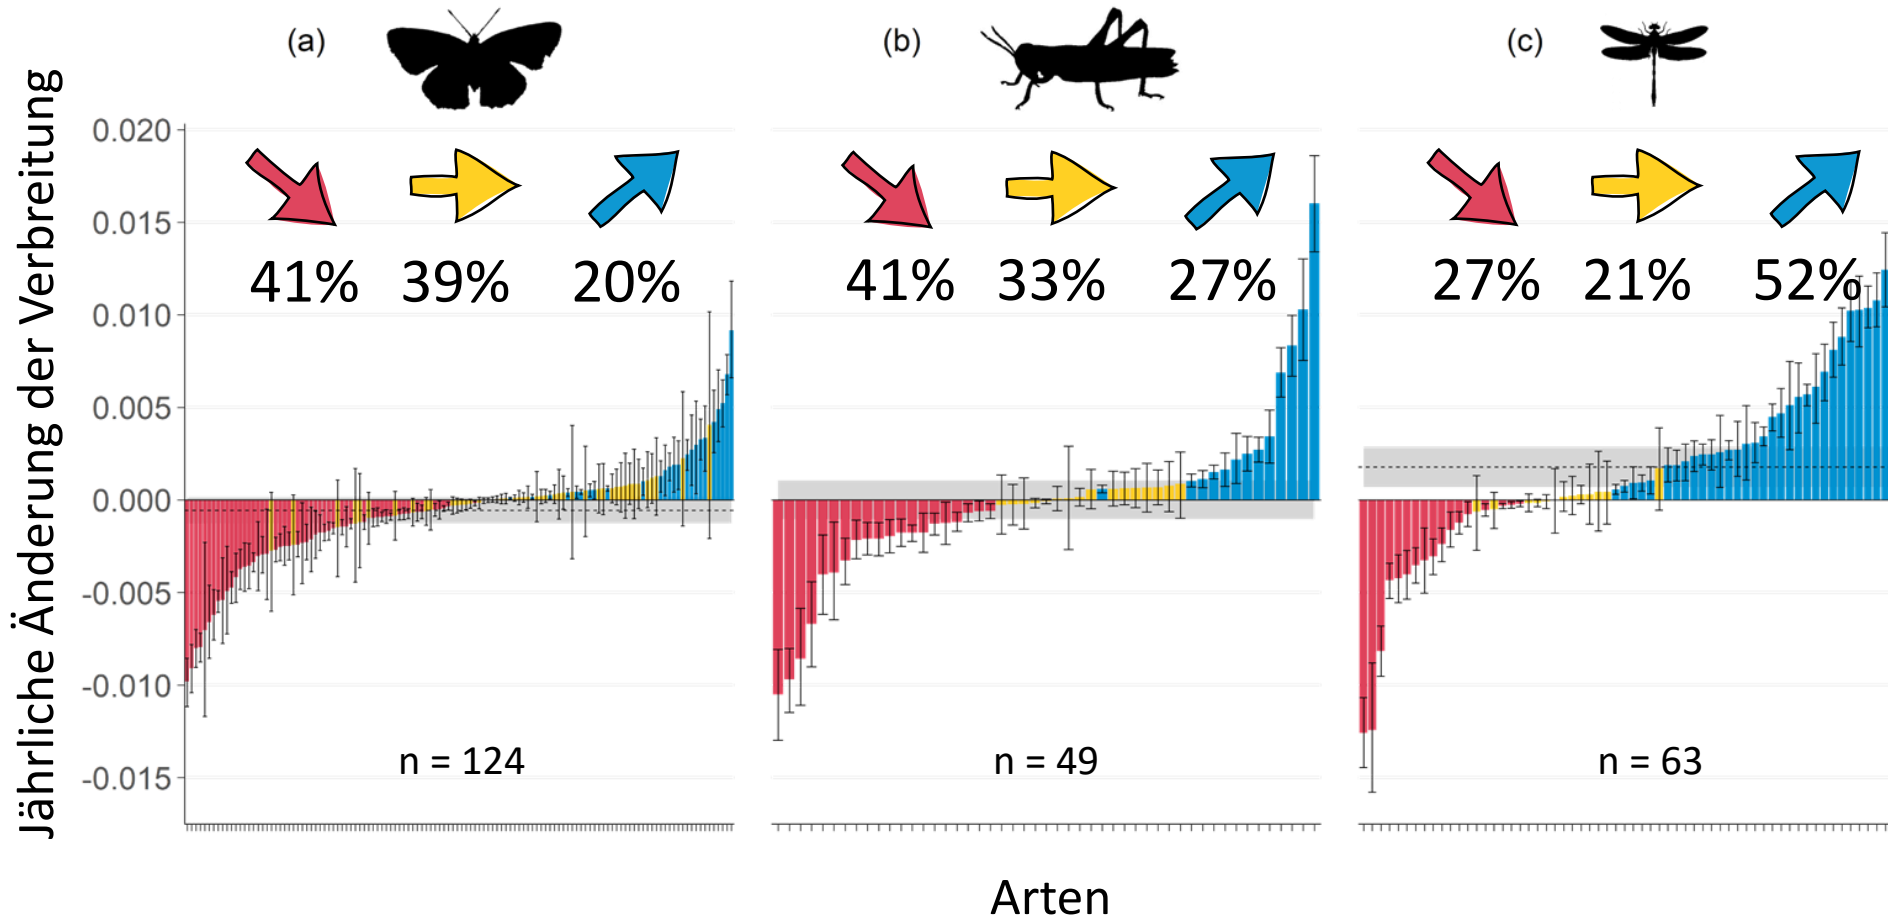 (a)
(b)
(c)
Jährliche Änderung der Verbreitung
0.020
0.015
0.010
0.005
0.000
-0.005
-0.010
-0.015
41% 39% 20%
41% 33% 27%
27% 21% 52%
n = 124
n = 49
n = 63
Arten